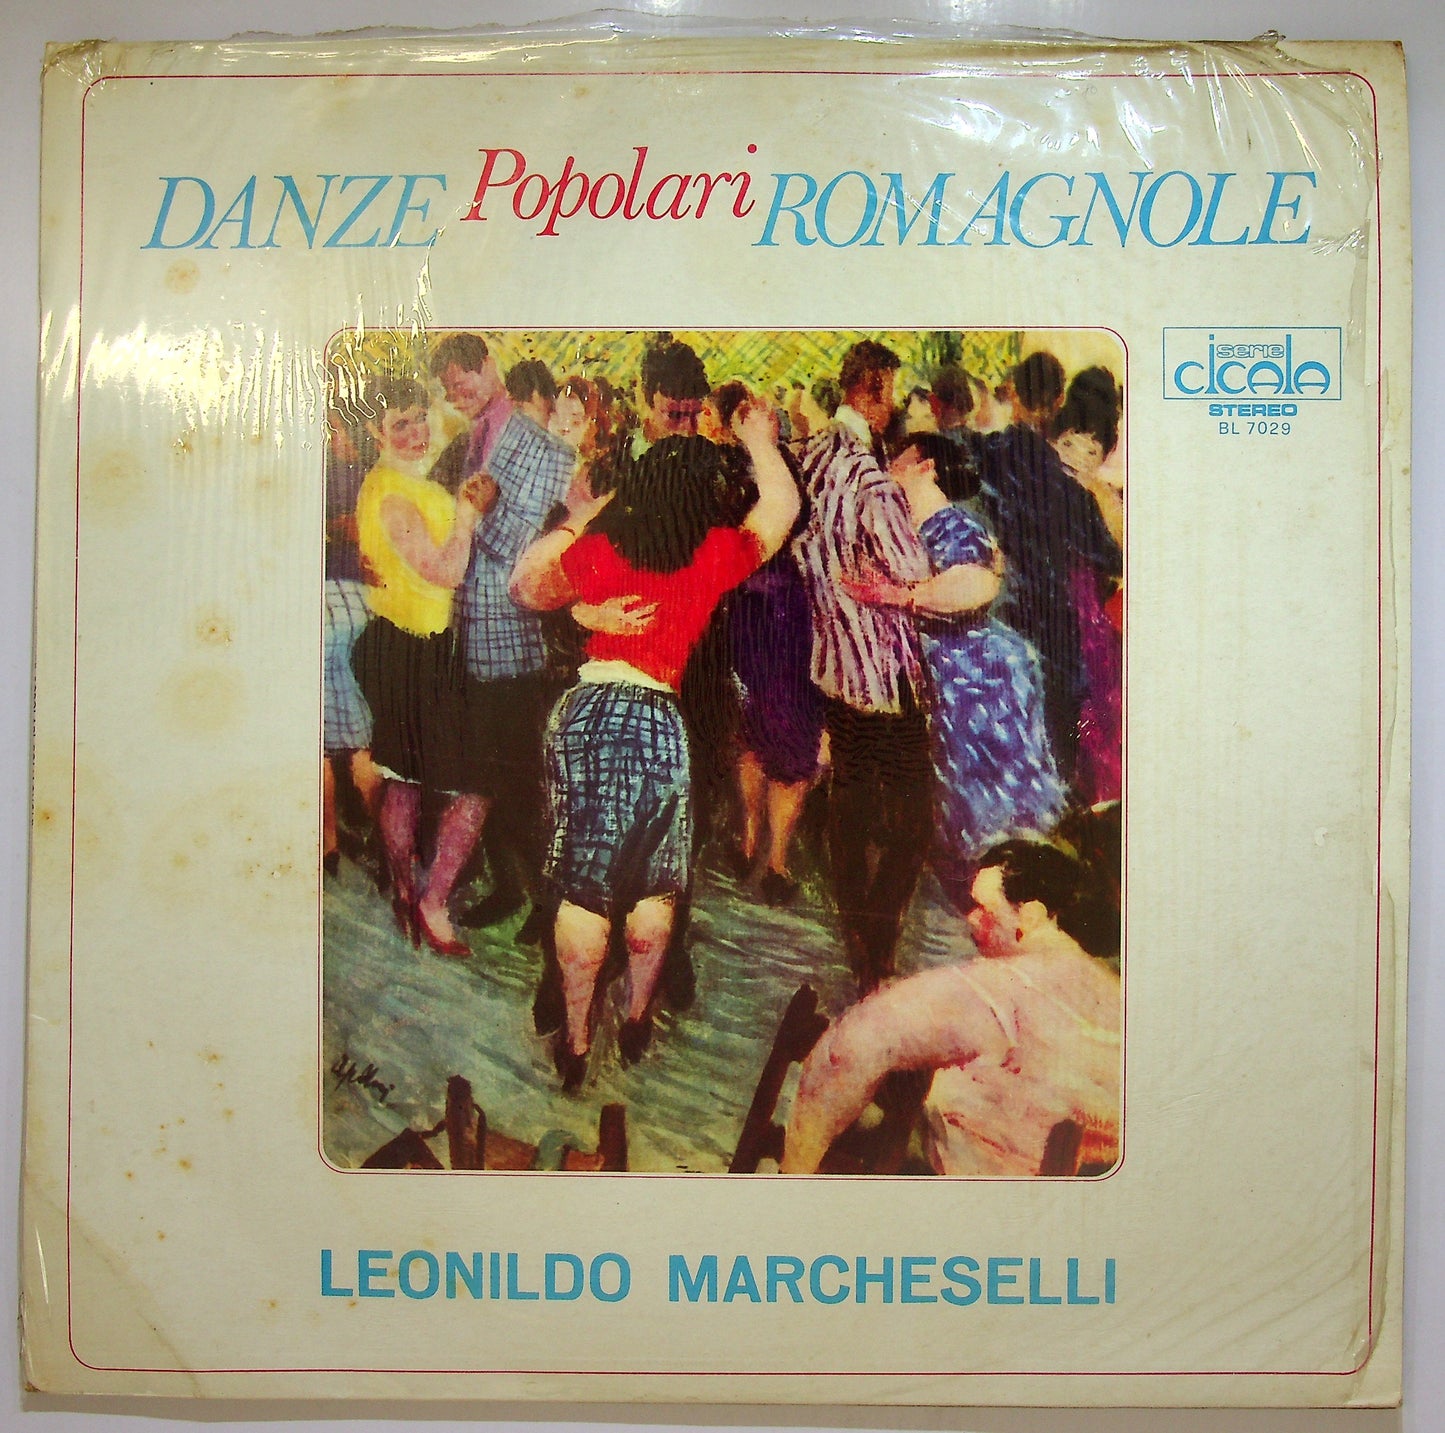 DANZE Popolari ROMAGNOLE
serie
cicala
STEREO
BL 7029
LEONILDO MARCHESELLI